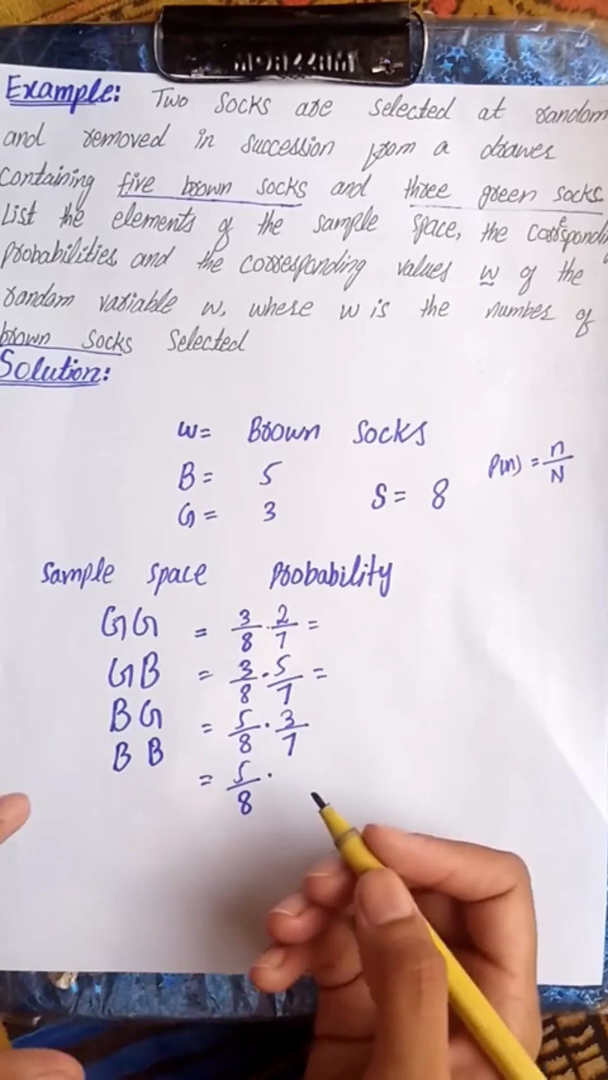 MOAZZAM
Example: Two socks are selected at random
and removed in succession from a drawer
containing five brown socks and three green socks.
List the elements of the sample space, the correspondi
probabilities and the corresponding values w of the
random variable w, where w is the number of
brown socks selected
Solution:
w= Brown socks
B= 5
G= 3
S= 8
P(n) = n/N
Sample space Probability
GG = 3/8 . 2/7 =
GB = 3/8 . 5/7 =
BG = 5/8 . 3/7
BB = 5/8 .